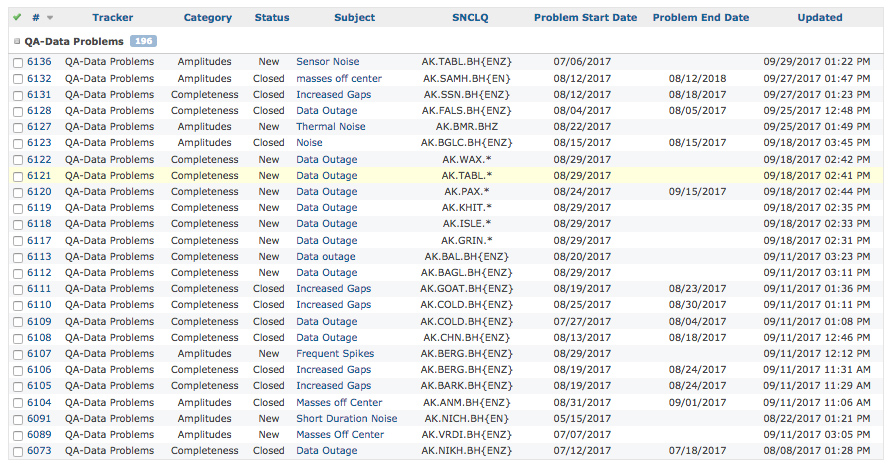 # Tracker Category Status Subject SNCLQ Problem Start Date Problem End Date Updated
QA-Data Problems 196
6136 QA-Data Problems Amplitudes New Sensor Noise AK.TABL.BH{ENZ} 07/06/2017 09/29/2017 01:22 PM
6132 QA-Data Problems Amplitudes Closed masses off center AK.SAMH.BH{EN} 08/12/2017 08/12/2018 09/27/2017 01:47 PM
6131 QA-Data Problems Completeness Closed Increased Gaps AK.SSN.BH{ENZ} 08/12/2017 08/18/2017 09/27/2017 01:23 PM
6128 QA-Data Problems Completeness Closed Data Outage AK.FALS.BH{ENZ} 08/04/2017 08/05/2017 09/25/2017 12:48 PM
6127 QA-Data Problems Amplitudes New Thermal Noise AK.BMR.BHZ 08/22/2017 09/25/2017 01:49 PM
6123 QA-Data Problems Amplitudes Closed Noise AK.BGLC.BH{ENZ} 08/15/2017 08/15/2017 09/18/2017 03:45 PM
6122 QA-Data Problems Completeness New Data Outage AK.WAX.* 08/29/2017 09/18/2017 02:42 PM
6121 QA-Data Problems Completeness New Data Outage AK.TABL.* 08/29/2017 09/18/2017 02:41 PM
6120 QA-Data Problems Completeness New Data Outage AK.PAX.* 08/24/2017 09/15/2017 09/18/2017 02:44 PM
6119 QA-Data Problems Completeness New Data Outage AK.KHIT.* 08/29/2017 09/18/2017 02:35 PM
6118 QA-Data Problems Completeness New Data Outage AK.ISLE.* 08/29/2017 09/18/2017 02:33 PM
6117 QA-Data Problems Completeness New Data Outage AK.GRIN.* 08/29/2017 09/18/2017 02:31 PM
6113 QA-Data Problems Completeness New Data outage AK.BAL.BH{ENZ} 08/20/2017 09/11/2017 03:23 PM
6112 QA-Data Problems Completeness New Data Outage AK.BAGL.BH{ENZ} 08/29/2017 09/11/2017 03:11 PM
6111 QA-Data Problems Completeness Closed Increased Gaps AK.GOAT.BH{ENZ} 08/19/2017 08/23/2017 09/11/2017 01:36 PM
6110 QA-Data Problems Completeness Closed Increased Gaps AK.COLD.BH{ENZ} 08/25/2017 08/30/2017 09/11/2017 01:11 PM
6109 QA-Data Problems Completeness Closed Data Outage AK.COLD.BH{ENZ} 07/27/2017 08/04/2017 09/11/2017 01:08 PM
6108 QA-Data Problems Completeness Closed Data Outage AK.CHN.BH{ENZ} 08/13/2017 08/18/2017 09/11/2017 12:46 PM
6107 QA-Data Problems Amplitudes New Frequent Spikes AK.BERG.BH{ENZ} 08/29/2017 09/11/2017 12:12 PM
6106 QA-Data Problems Completeness Closed Increased Gaps AK.BERG.BH{ENZ} 08/19/2017 08/24/2017 09/11/2017 11:31 AM
6105 QA-Data Problems Completeness Closed Increased Gaps AK.BARK.BH{ENZ} 08/19/2017 08/24/2017 09/11/2017 11:29 AM
6104 QA-Data Problems Amplitudes Closed Masses off Center AK.ANM.BH{ENZ} 08/31/2017 09/01/2017 09/11/2017 11:06 AM
6091 QA-Data Problems Amplitudes New Short Duration Noise AK.NICH.BH{EN} 05/15/2017 08/22/2017 01:21 PM
6089 QA-Data Problems Amplitudes New Masses Off Center AK.VRDI.BH{ENZ} 07/07/2017 09/11/2017 03:05 PM
6073 QA-Data Problems Completeness Closed Data Outage AK.NIKH.BH{ENZ} 07/12/2017 07/18/2017 08/08/2017 01:28 PM